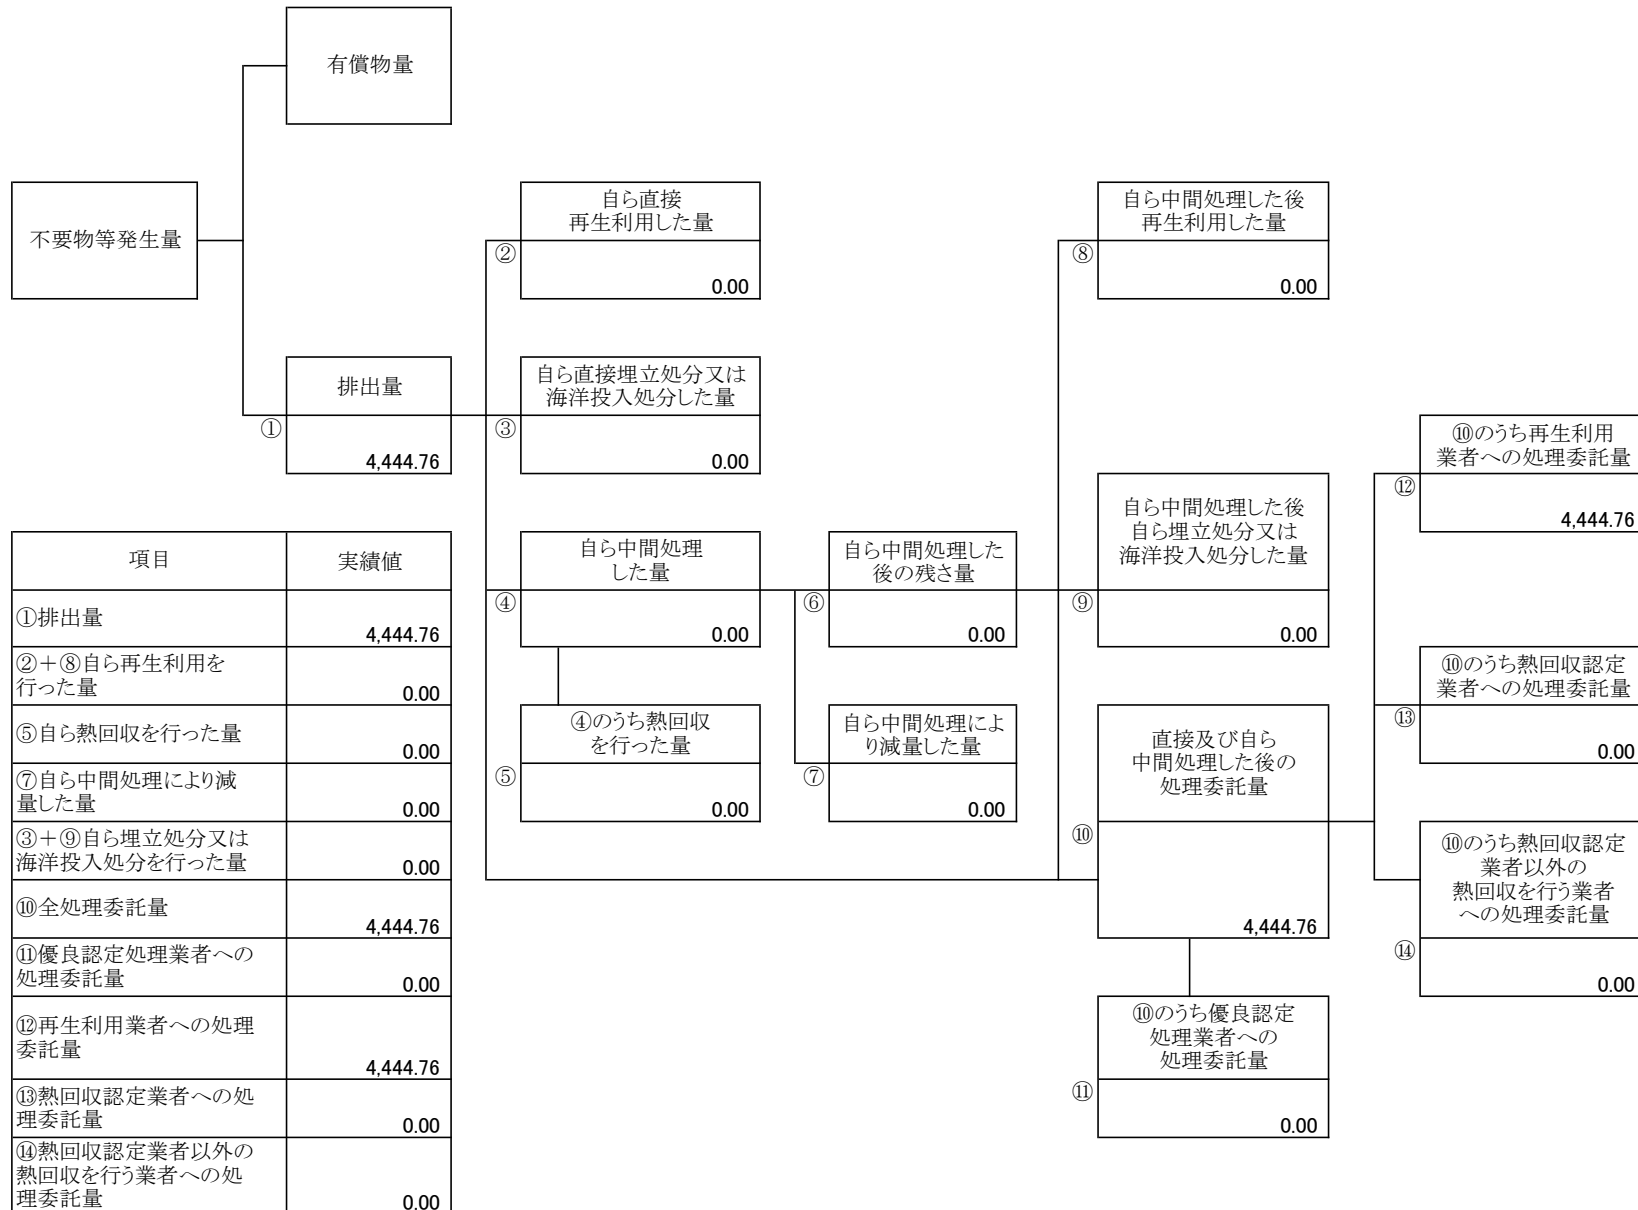 有償物量
不要物等発生量
自ら直接
再生利用した量
②
0.00
自ら中間処理した後
再生利用した量
⑧
0.00
排出量
①
4,444.76
自ら直接埋立処分又は
海洋投入処分した量
③
0.00
⑩のうち再生利用
業者への処理委託量
⑫
4,444.76
自ら中間処理した後
自ら埋立処分又は
海洋投入処分した量
⑨
0.00
自ら中間処理
した量
④
0.00
自ら中間処理した
後の残さ量
⑥
0.00
⑩のうち熱回収認定
業者への処理委託量
⑬
0.00
④のうち熱回収
を行った量
⑤
0.00
自ら中間処理によ
り減量した量
⑦
0.00
直接及び自ら
中間処理した後の
処理委託量
⑩
4,444.76
⑩のうち熱回収認定
業者以外の
熱回収を行う業者
への処理委託量
⑭
0.00
⑩のうち優良認定
処理業者への
処理委託量
⑪
0.00
項目 実績値
①排出量
4,444.76
②+⑧自ら再生利用を
行った量
0.00
⑤自ら熱回収を行った量
0.00
⑦自ら中間処理により減
量した量
0.00
③+⑨自ら埋立処分又は
海洋投入処分を行った量
0.00
⑩全処理委託量
4,444.76
⑪優良認定処理業者への
処理委託量
0.00
⑫再生利用業者への処理
委託量
4,444.76
⑬熱回収認定業者への処
理委託量
0.00
⑭熱回収認定業者以外の
熱回収を行う業者への処
理委託量
0.00